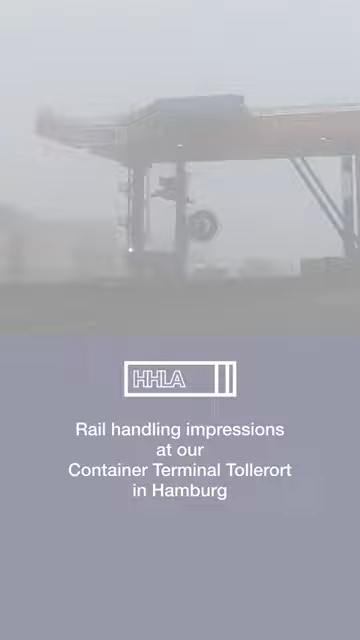 HHLA
Rail handling impressions
at our
Container Terminal Tollerort
in Hamburg